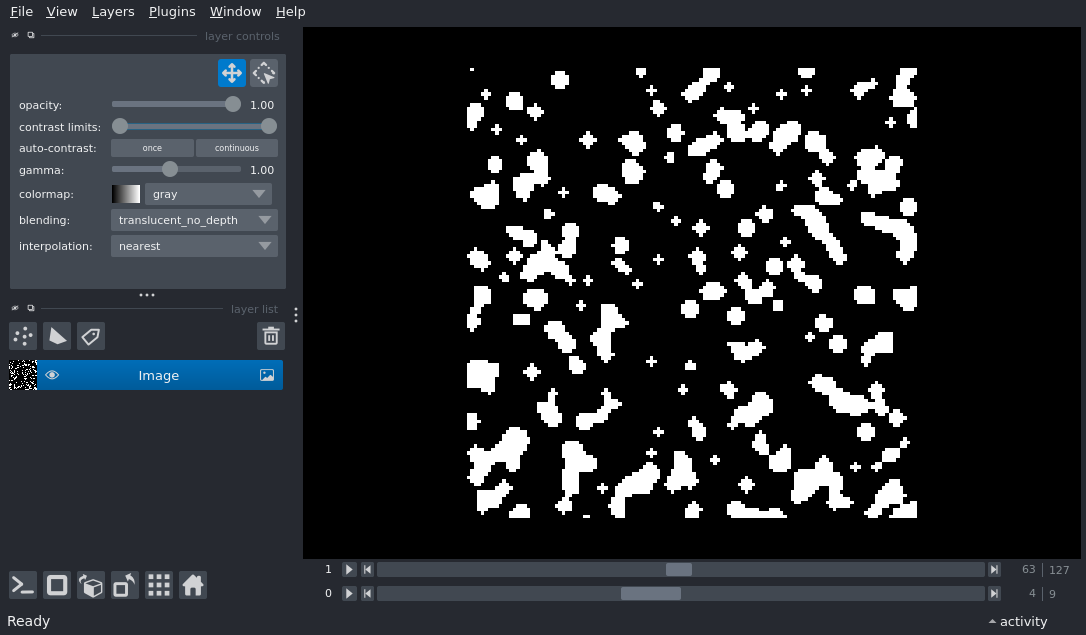 File View Layers Plugins Window Help
layer controls
opacity: 1.00
contrast limits:
auto-contrast: once continuous
gamma: 1.00
colormap: gray
blending: translucent_no_depth
interpolation: nearest
layer list
Image
1 63 127
0 4 9
Ready activity